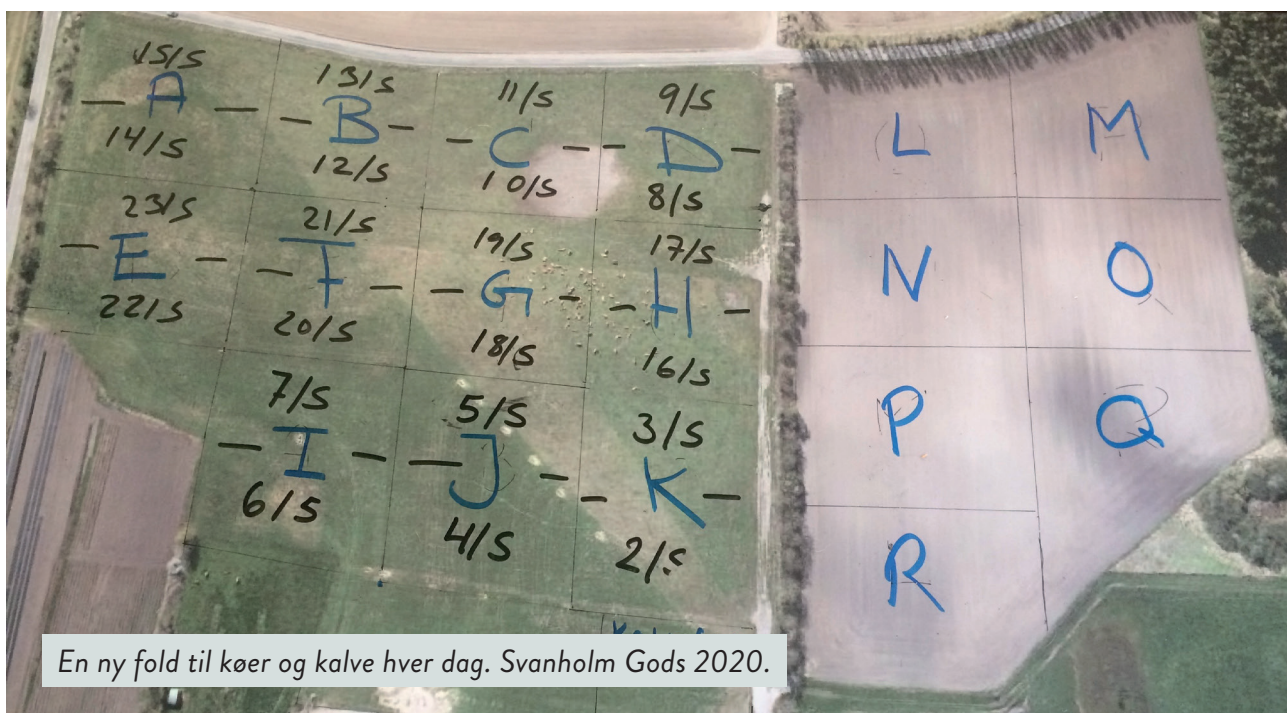 15/5 13/5 11/5 9/5
— A — — B — — C — — D — L M
14/5 12/5 10/5 8/5
23/5 21/5 19/5 17/5
— E — — F — — G — — H — N O
22/5 20/5 18/5 16/5
7/5 5/5 3/5
— I — — J — — K — P Q
6/5 4/5 2/5
R
En ny fold til køer og kalve hver dag. Svanholm Gods 2020.